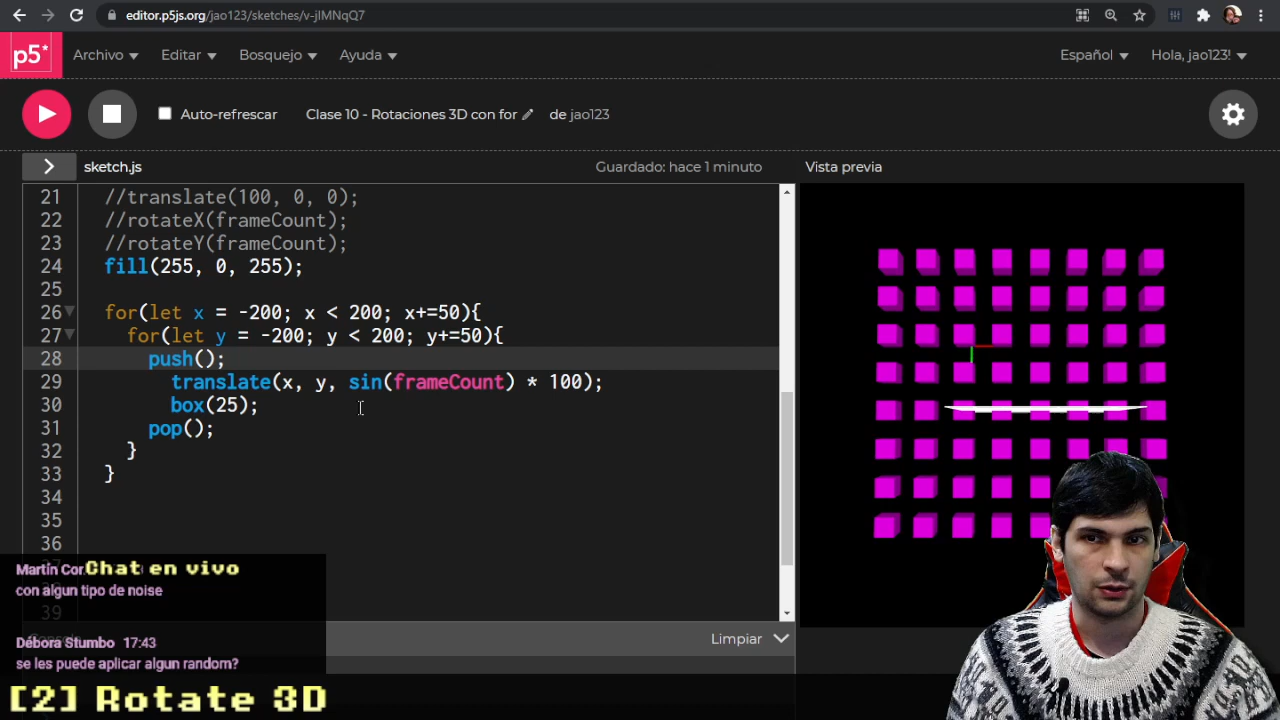 editor.p5js.org/jao123/sketches/v-jIMNqQ7
p5* Archivo Editar Bosquejo Ayuda Español Hola, jao123!
Auto-refrescar Clase 10 - Rotaciones 3D con for de jao123
sketch.js Guardado: hace 1 minuto Vista previa
21 //translate(100, 0, 0);
22 //rotateX(frameCount);
23 //rotateY(frameCount);
24 fill(255, 0, 255);
25
26 for(let x = -200; x < 200; x+=50){
27 for(let y = -200; y < 200; y+=50){
28 push();
29 translate(x, y, sin(frameCount) * 100);
30 box(25);
31 pop();
32 }
33 }
34
35
36
39
Limpiar
Chat en vivo
Martín Cor
con algun tipo de noise
Débora Stumbo 17:43
se les puede aplicar algun random?
[2] Rotate 3D